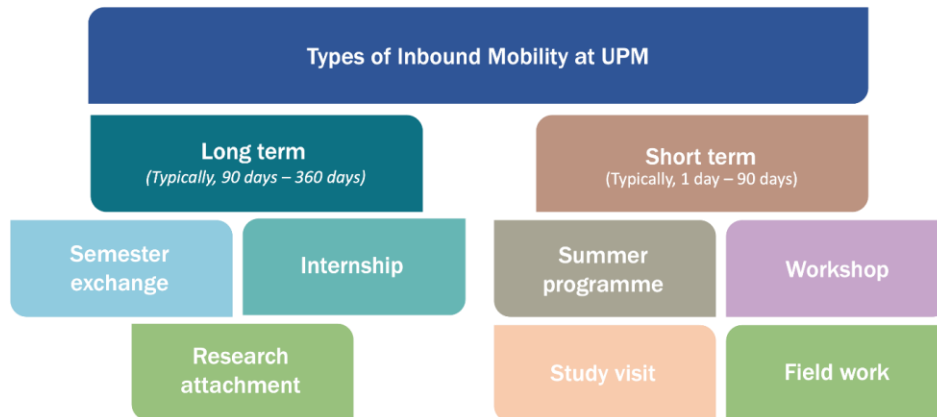 Types of Inbound Mobility at UPM
Long term
(Typically, 90 days – 360 days)
Short term
(Typically, 1 day – 90 days)
Semester
exchange
Internship
Research
attachment
Summer
programme
Workshop
Study visit
Field work